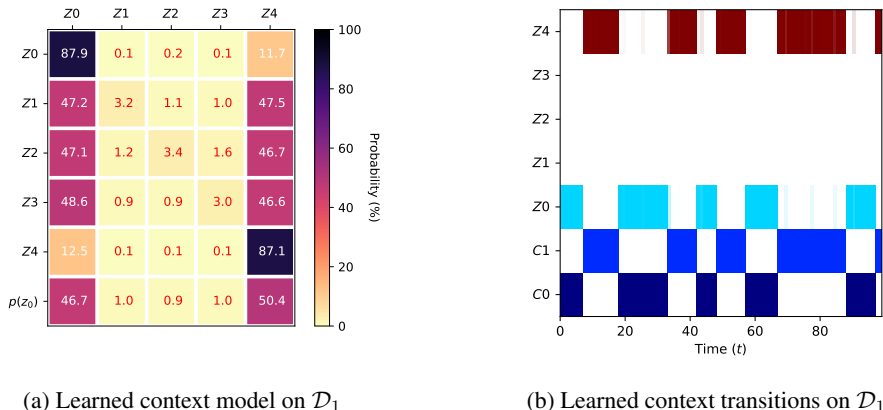 Z0 Z1 Z2 Z3 Z4
Z0 87.9 0.1 0.2 0.1 11.7
Z1 47.2 3.2 1.1 1.0 47.5
Z2 47.1 1.2 3.4 1.6 46.7
Z3 48.6 0.9 0.9 3.0 46.6
Z4 12.5 0.1 0.1 0.1 87.1
p(z₀) 46.7 1.0 0.9 1.0 50.4
100
80
60
40
20
0
Probability (%)
(a) Learned context model on 𝒟₁
Z4
Z3
Z2
Z1
Z0
C1
C0
0 20 40 60 80
Time (t)
(b) Learned context transitions on 𝒟₁